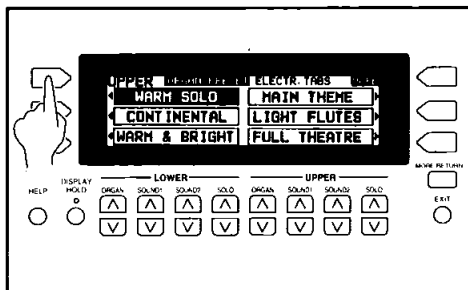 UPPER ELECTR. TABS
WARM SOLO MAIN THEME
CONTINENTAL LIGHT FLUTES
WARM & BRIGHT FULL THEATRE
MORE RETURN
LOWER UPPER
HELP DISPLAY HOLD ORGAN SOUND1 SOUND2 SOLO ORGAN SOUND1 SOUND2 SOLO EXIT